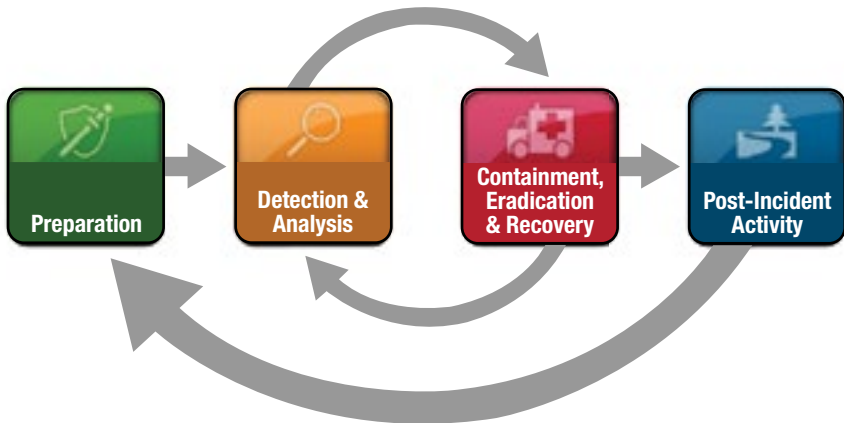 Preparation
Detection &
Analysis
Containment,
Eradication
& Recovery
Post-Incident
Activity